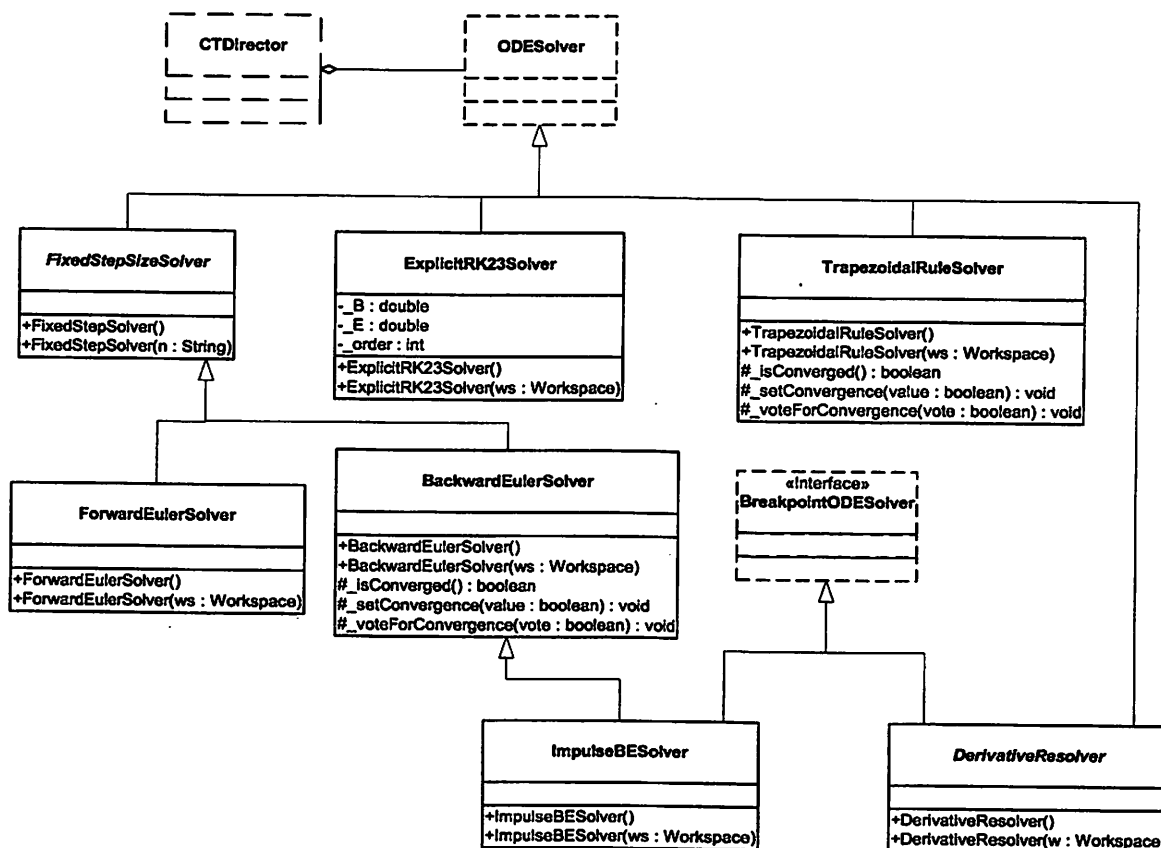 CTDirector
ODESolver
FixedStepSizeSolver
+FixedStepSolver()
+FixedStepSolver(n : String)
ExplicitRK23Solver
-_B : double
-_E : double
-_order : int
+ExplicitRK23Solver()
+ExplicitRK23Solver(ws : Workspace)
TrapezoidalRuleSolver
+TrapezoidalRuleSolver()
+TrapezoidalRuleSolver(ws : Workspace)
#_isConverged() : boolean
#_setConvergence(value : boolean) : void
#_voteForConvergence(vote : boolean) : void
ForwardEulerSolver
+ForwardEulerSolver()
+ForwardEulerSolver(ws : Workspace)
BackwardEulerSolver
+BackwardEulerSolver()
+BackwardEulerSolver(ws : Workspace)
#_isConverged() : boolean
#_setConvergence(value : boolean) : void
#_voteForConvergence(vote : boolean) : void
«Interface»
BreakpointODESolver
ImpulseBESolver
+ImpulseBESolver()
+ImpulseBESolver(ws : Workspace)
DerivativeResolver
+DerivativeResolver()
+DerivativeResolver(w : Workspace